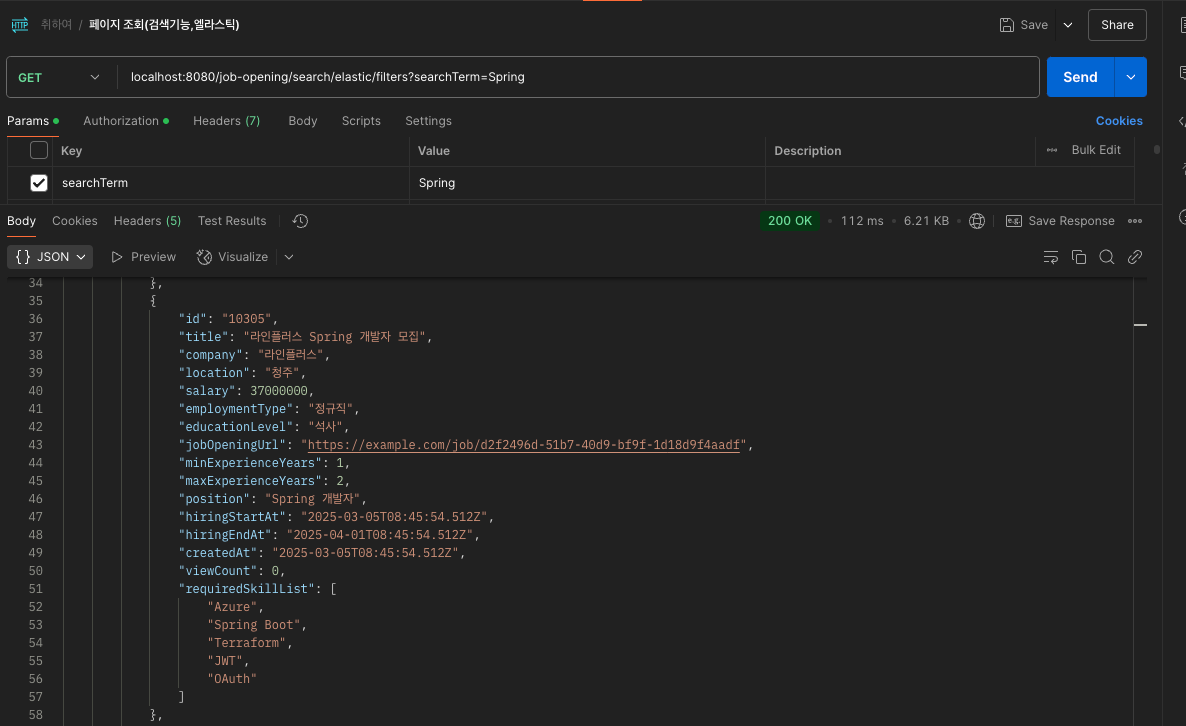 HTTP 취하여 / 페이지 조회(검색기능,엘라스틱) Save Share
GET localhost:8080/job-opening/search/elastic/filters?searchTerm=Spring Send
Params Authorization Headers (7) Body Scripts Settings Cookies
Key Value Description Bulk Edit
searchTerm Spring
Body Cookies Headers (5) Test Results 200 OK 112 ms 6.21 KB e.g. Save Response
{} JSON Preview Visualize
34 },
35 {
36 "id": "10305",
37 "title": "라인플러스 Spring 개발자 모집",
38 "company": "라인플러스",
39 "location": "청주",
40 "salary": 37000000,
41 "employmentType": "정규직",
42 "educationLevel": "석사",
43 "jobOpeningUrl": "https://example.com/job/d2f2496d-51b7-40d9-bf9f-1d18d9f4aadf",
44 "minExperienceYears": 1,
45 "maxExperienceYears": 2,
46 "position": "Spring 개발자",
47 "hiringStartAt": "2025-03-05T08:45:54.512Z",
48 "hiringEndAt": "2025-04-01T08:45:54.512Z",
49 "createdAt": "2025-03-05T08:45:54.512Z",
50 "viewCount": 0,
51 "requiredSkillList": [
52 "Azure",
53 "Spring Boot",
54 "Terraform",
55 "JWT",
56 "OAuth"
57 ]
58 },